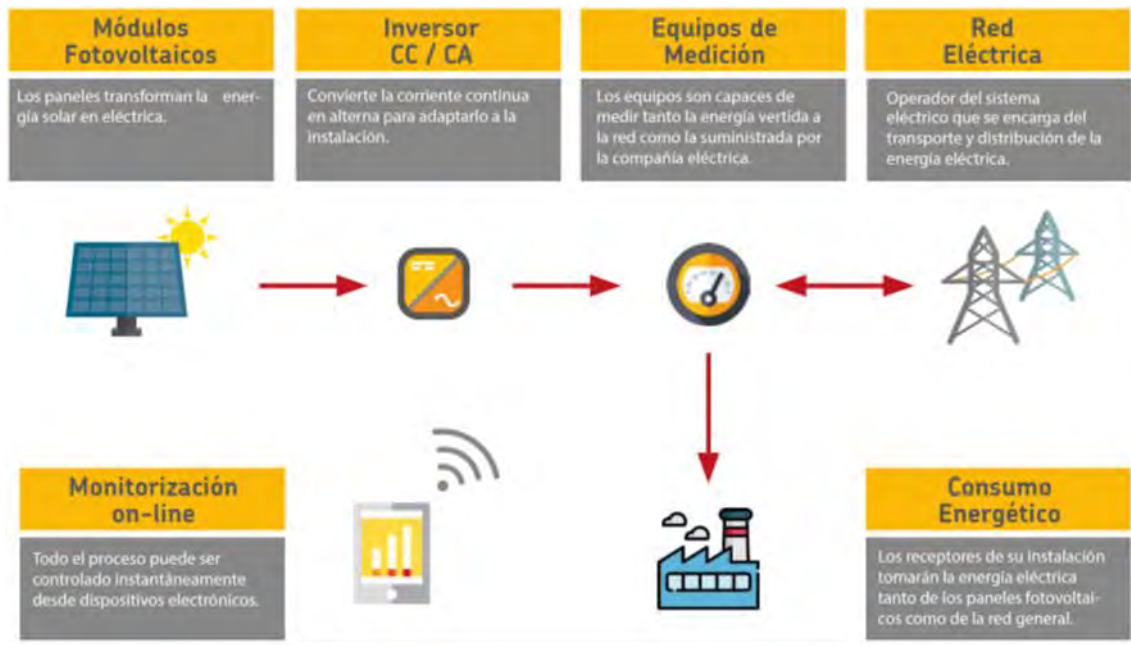 Módulos
Fotovoltaicos
Los paneles transforman la ener-
gía solar en eléctrica.
Inversor
CC / CA
Convierte la corriente continua
en alterna para adaptarlo a la
instalación.
Equipos de
Medición
Los equipos son capaces de
medir tanto la energía vertida a
la red como la suministrada por
la compañía eléctrica.
Red
Eléctrica
Operador del sistema
eléctrico que se encarga del
transporte y distribución de la
energía eléctrica.
Monitorización
on-line
Todo el proceso puede ser
controlado instantáneamente
desde dispositivos electrónicos.
Consumo
Energético
Los receptores de su instalación
tomarán la energía eléctrica
tanto de los paneles fotovoltai-
cos como de la red general.